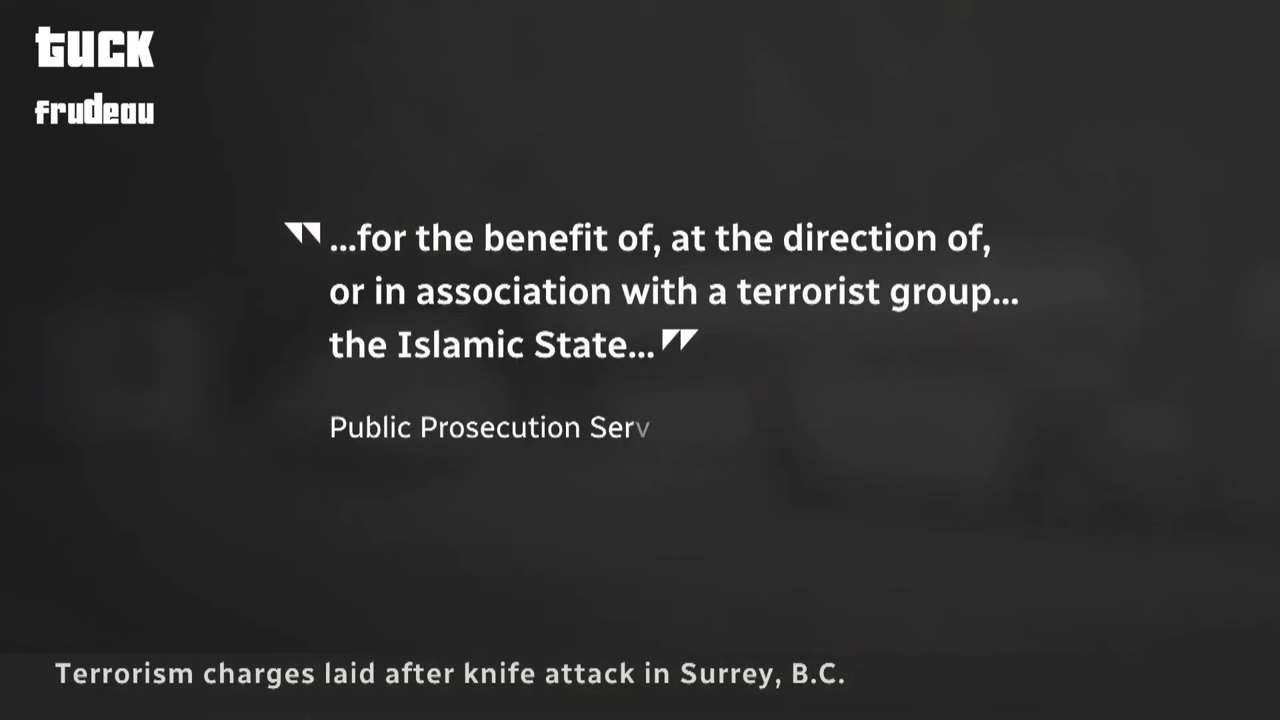 tuck
frudeau
...for the benefit of, at the direction of,
or in association with a terrorist group...
the Islamic State...
Public Prosecution Serv
Terrorism charges laid after knife attack in Surrey, B.C.